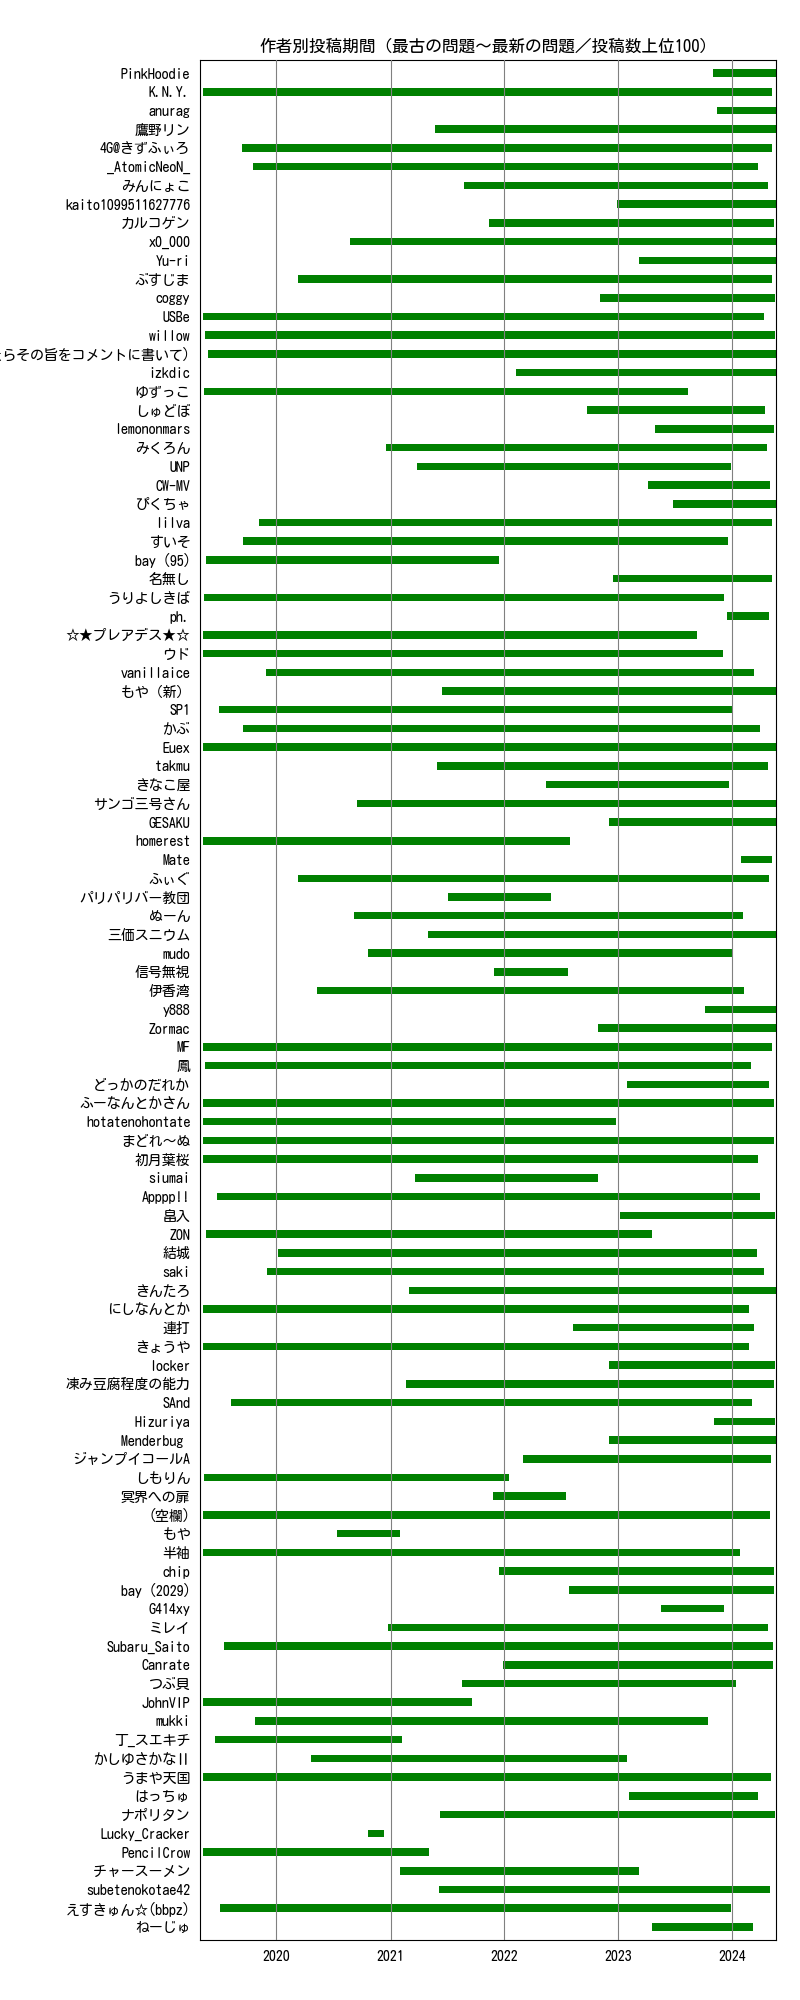 作者別投稿期間（最古の問題～最新の問題／投稿数上位100）
PinkHoodie
K.N.Y.
anurag
鷹野リン
4G@きずふぃろ
_AtomicNeoN_
みんにょこ
kaito1099511627776
カルコゲン
x0_000
Yu-ri
ぶすじま
coggy
USBe
willow
らその旨をコメントに書いて）
izkdic
ゆずっこ
しゅどぼ
lemononmars
みくろん
UNP
CW-MV
ぴくちゃ
lilva
すいそ
bay (95)
名無し
うりよしきば
ph.
☆★プレアデス★☆
ウド
vanillaice
もや（新）
SP1
かぶ
Euex
takmu
きなこ屋
サンゴ三号さん
GESAKU
homerest
Mate
ふぃぐ
パリパリバー教団
ぬーん
三価スニウム
mudo
信号無視
伊香湾
y888
Zormac
MF
鳳
どっかのだれか
ふーなんとかさん
hotatenohontate
まどれ～ぬ
初月葉桜
siumai
Appppll
畠入
ZON
結城
saki
きんたろ
にしなんとか
連打
きょうや
locker
凍み豆腐程度の能力
SAnd
Hizuriya
Menderbug
ジャンプイコールA
しもりん
冥界への扉
(空欄)
もや
半袖
chip
bay (2029)
G414xy
ミレイ
Subaru_Saito
Canrate
つぶ貝
JohnVIP
mukki
丁_スエキチ
かしゆさかなII
うまや天国
はっちゅ
ナポリタン
Lucky_Cracker
PencilCrow
チャースーメン
subetenokotae42
えすきゅん☆(bbpz)
ねーじゅ
2020 2021 2022 2023 2024